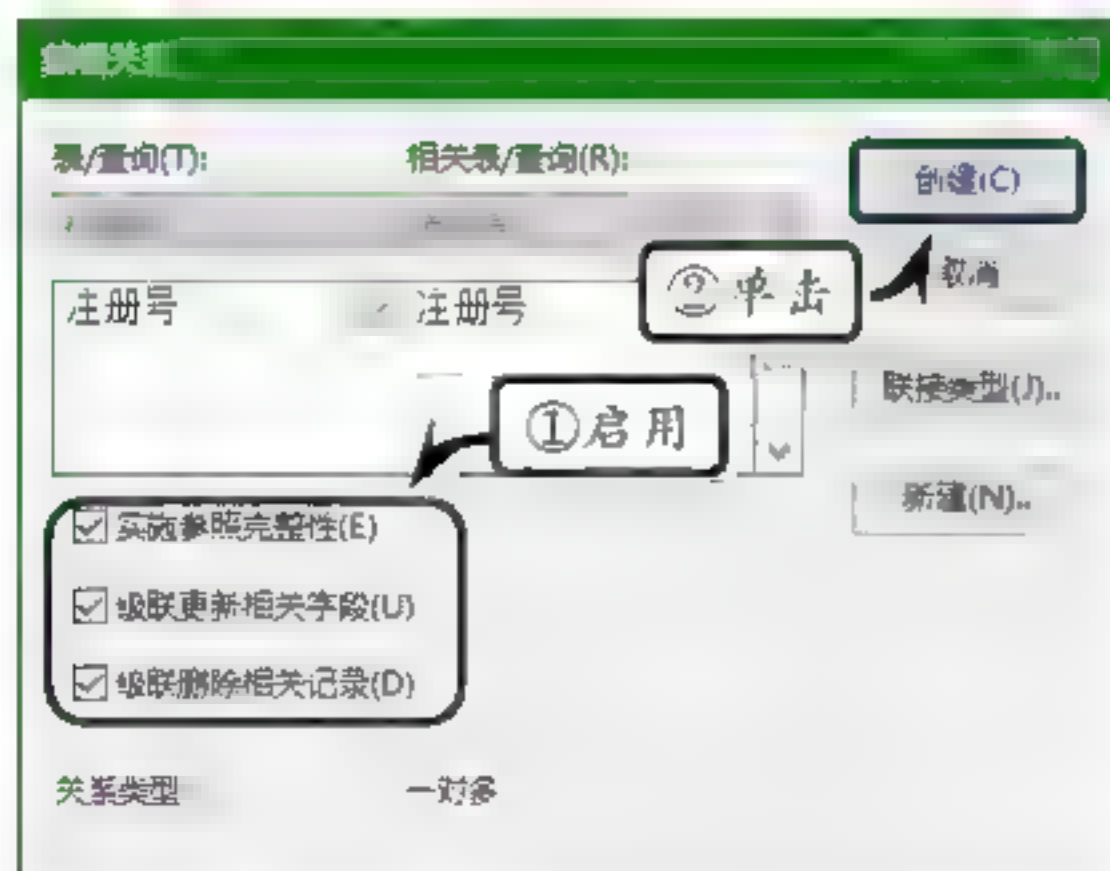 编辑关系
表/查询(T): 相关表/查询(R):
创建(C)
注册号 注册号
②单击
取消
①启用
联接类型(J)..
新建(N)..
实施参照完整性(E)
级联更新相关字段(U)
级联删除相关记录(D)
关系类型 一对多